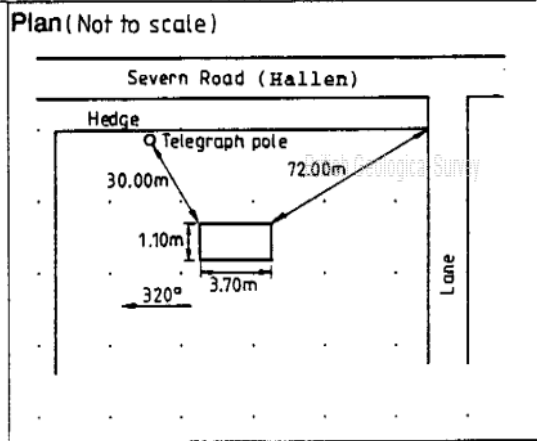 Plan (Not to scale)
Severn Road (Hallen)
Hedge
Telegraph pole
30.00m
72.00m
British Geological Survey
1.10m
3.70m
320°
Lane